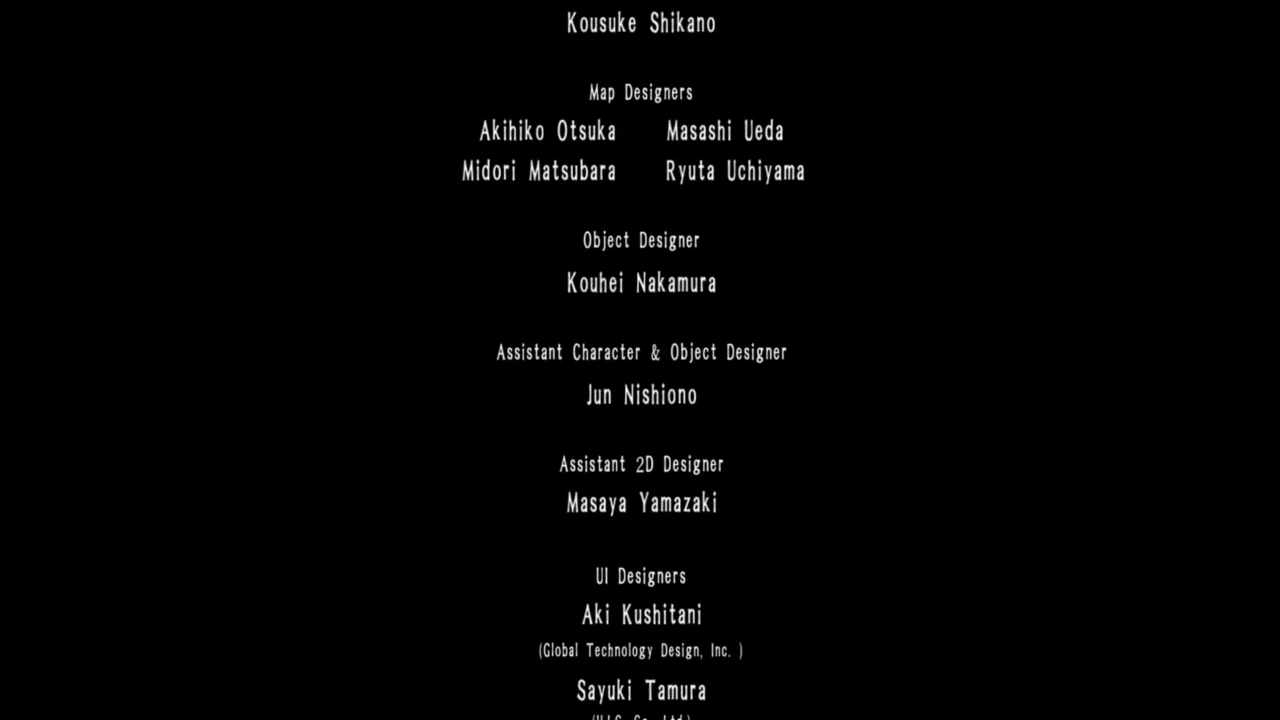 Kousuke Shikano
Map Designers
Akihiko Otsuka Masashi Ueda
Midori Matsubara Ryuta Uchiyama
Object Designer
Kouhei Nakamura
Assistant Character & Object Designer
Jun Nishiono
Assistant 2D Designer
Masaya Yamazaki
UI Designers
Aki Kushitani
(Global Technology Design, Inc. )
Sayuki Tamura